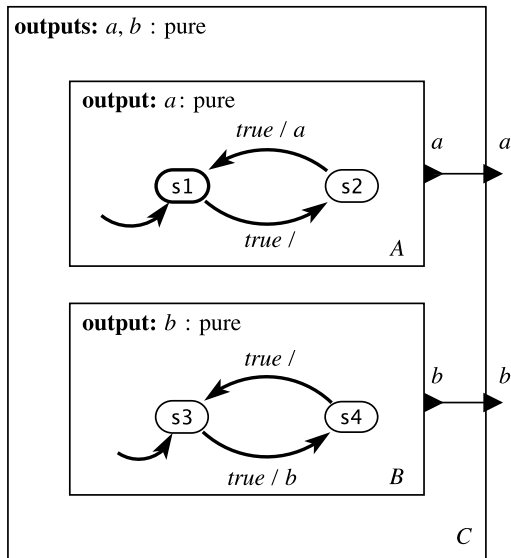 outputs: a, b : pure
output: a: pure
true / a
a
a
s1
s2
true /
A
output: b : pure
true /
b
b
s3
s4
true / b
B
C